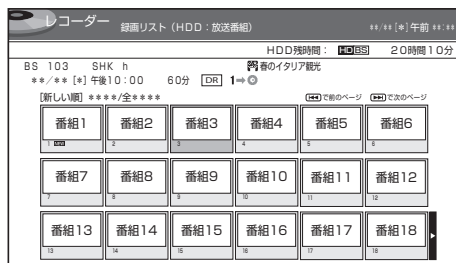 レコーダー 録画リスト（HDD：放送番組） **/**[*]午前 **:**
HDD残時間： HD BS 20時間10分
BS 103 SHK h 春のイタリア観光
**/** [*] 午後10:00 60分 DR 1➡
[新しい順] ****/全**** で前のページ で次のページ
番組1 番組2 番組3 番組4 番組5 番組6
1 NEW 2 3 4 5 6
番組7 番組8 番組9 番組10 番組11 番組12
7 8 9 10 11 12
番組13 番組14 番組15 番組16 番組17 番組18
13 14 15 16 17 18